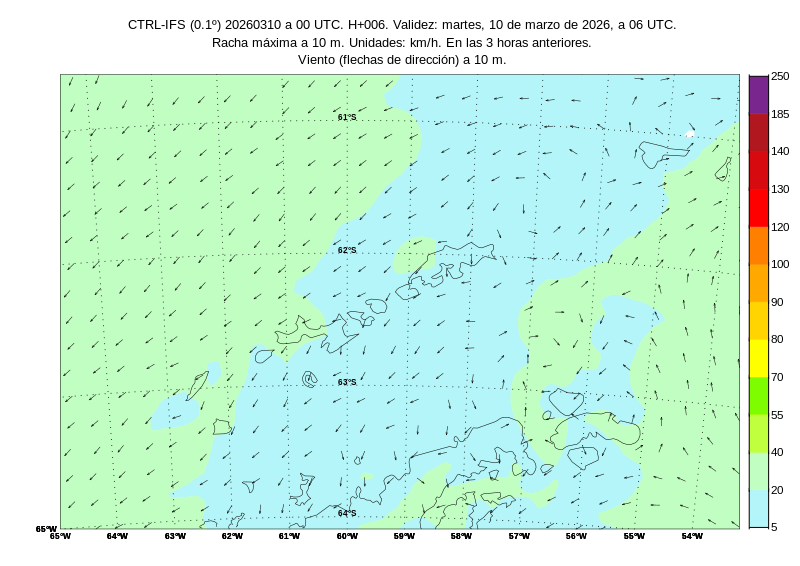 CTRL-IFS (0.1º) 20260310 a 00 UTC. H+006. Validez: martes, 10 de marzo de 2026, a 06 UTC.
Racha máxima a 10 m. Unidades: km/h. En las 3 horas anteriores.
Viento (flechas de dirección) a 10 m.
250
185
140
130
120
100
90
80
70
55
40
20
5
61°S
62°S
63°S
64°S
65°W
65°W
64°W
63°W
62°W
61°W
60°W
59°W
58°W
57°W
56°W
55°W
54°W